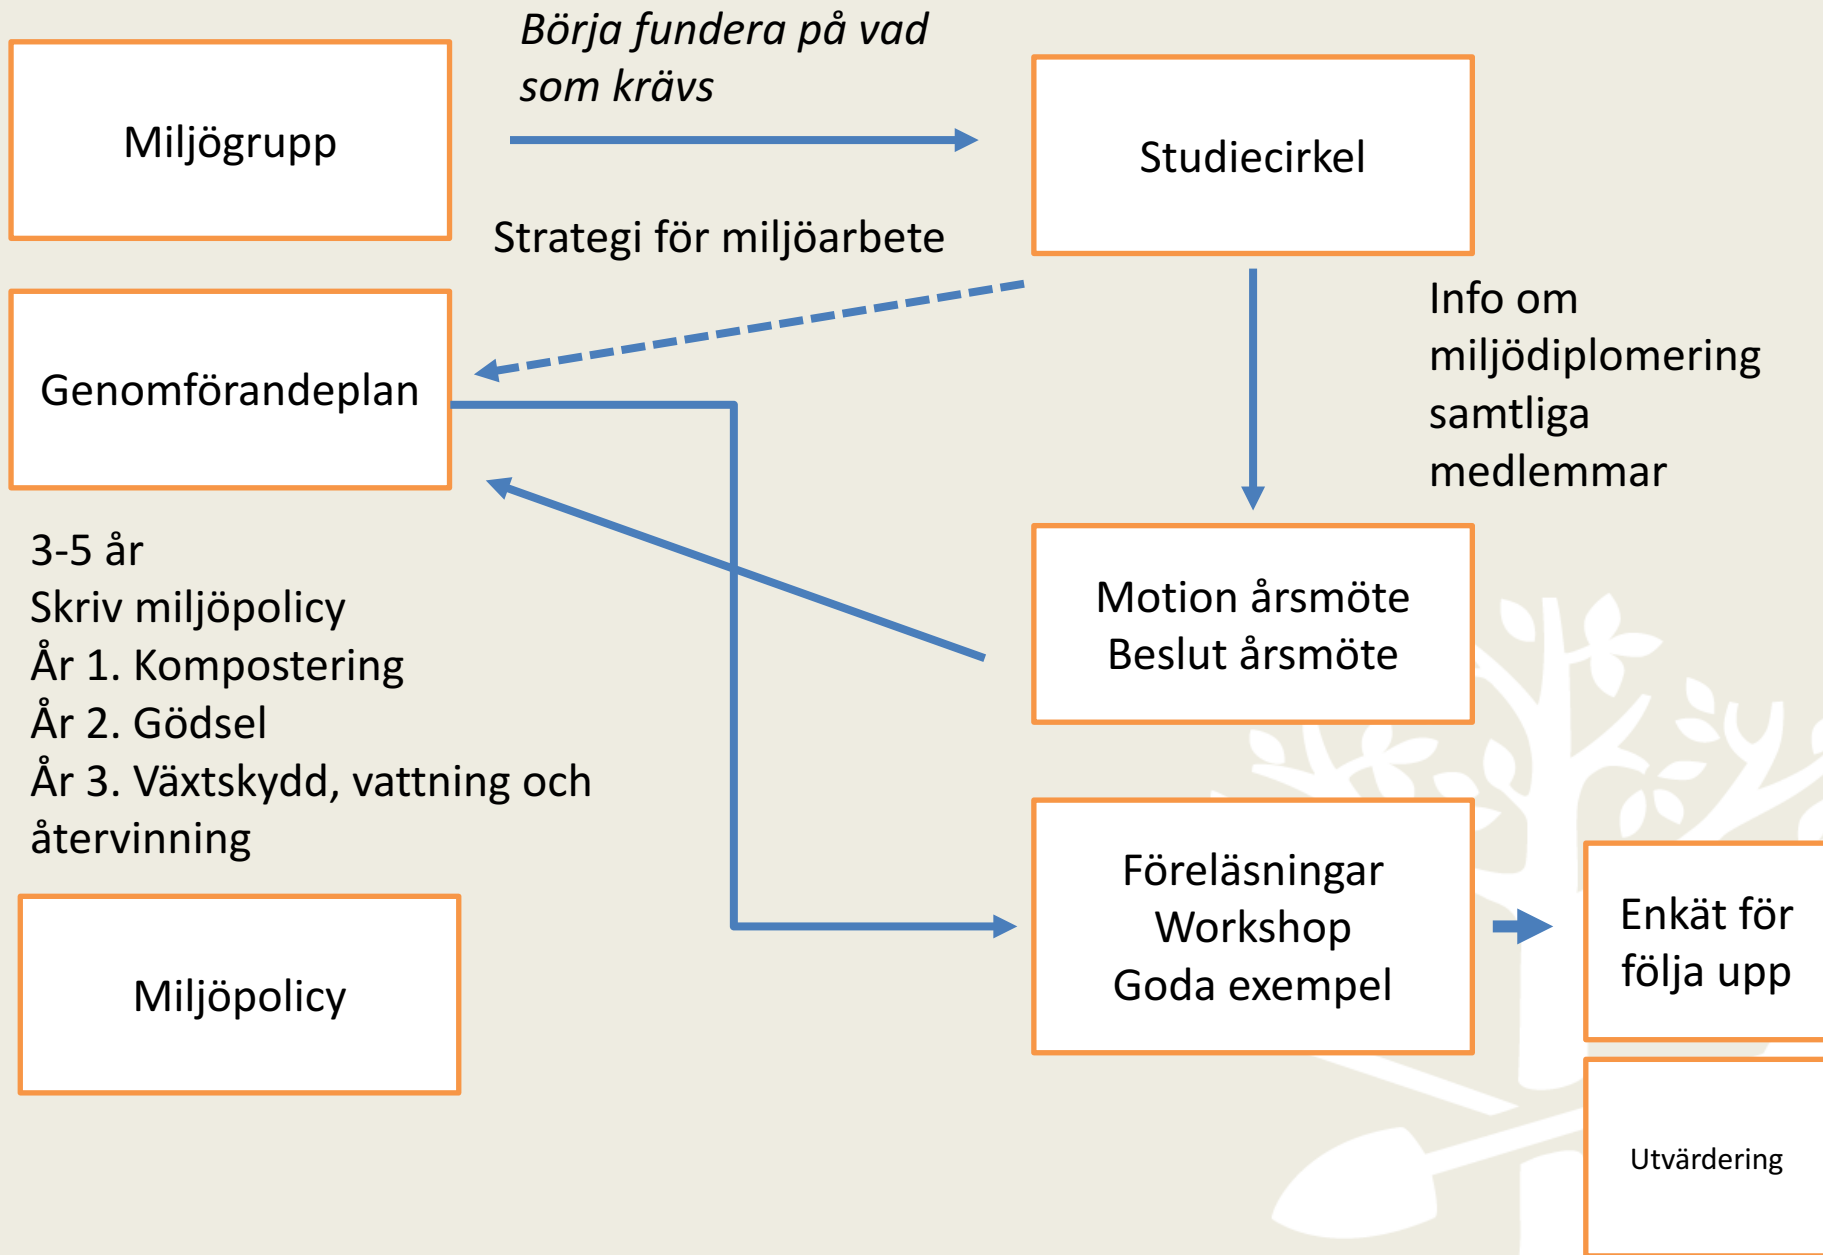 Börja fundera på vad
som krävs
Miljögrupp
Studiecirkel
Strategi för miljöarbete
Info om
miljödiplomering
samtliga
medlemmar
Genomförandeplan
3-5 år
Skriv miljöpolicy
År 1. Kompostering
År 2. Gödsel
År 3. Växtskydd, vattning och
återvinning
Motion årsmöte
Beslut årsmöte
Föreläsningar
Workshop
Goda exempel
Enkät för
följa upp
Miljöpolicy
Utvärdering